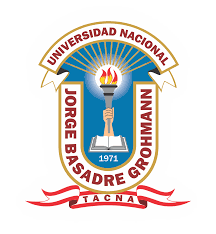 UNIVERSIDAD NACIONAL
JORGE BASADRE GROHMANN
1971
TACNA